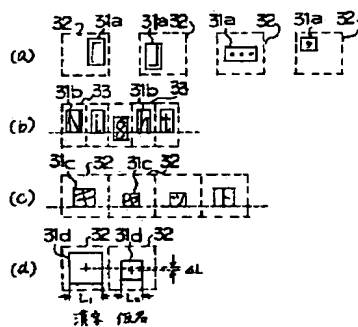 32 31a 31a 32 31a 32 31a 32
(a) 「 」 …
31b 33 31b 33
(b) N i g h t
31c 32 31c 32
(c)
31d 32 31d 32
(d) ΔL
L₁ L₂
漢字 仮名